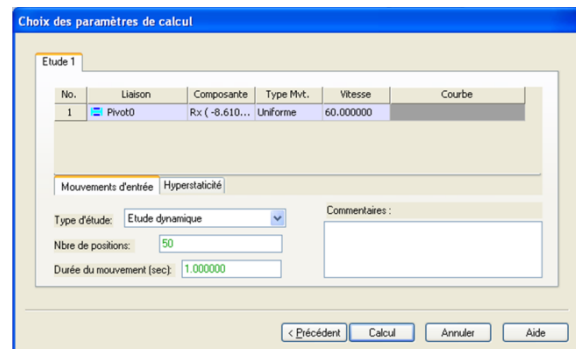 Choix des paramètres de calcul
Etude 1
No. Liaison Composante Type Mvt. Vitesse Courbe
1 Pivot0 Rx ( -8.610... Uniforme 60.000000
Mouvements d'entrée Hyperstaticité
Type d'étude: Etude dynamique
Commentaires :
Nbre de positions: 50
Durée du mouvement (sec): 1.000000
< Précédent Calcul Annuler Aide